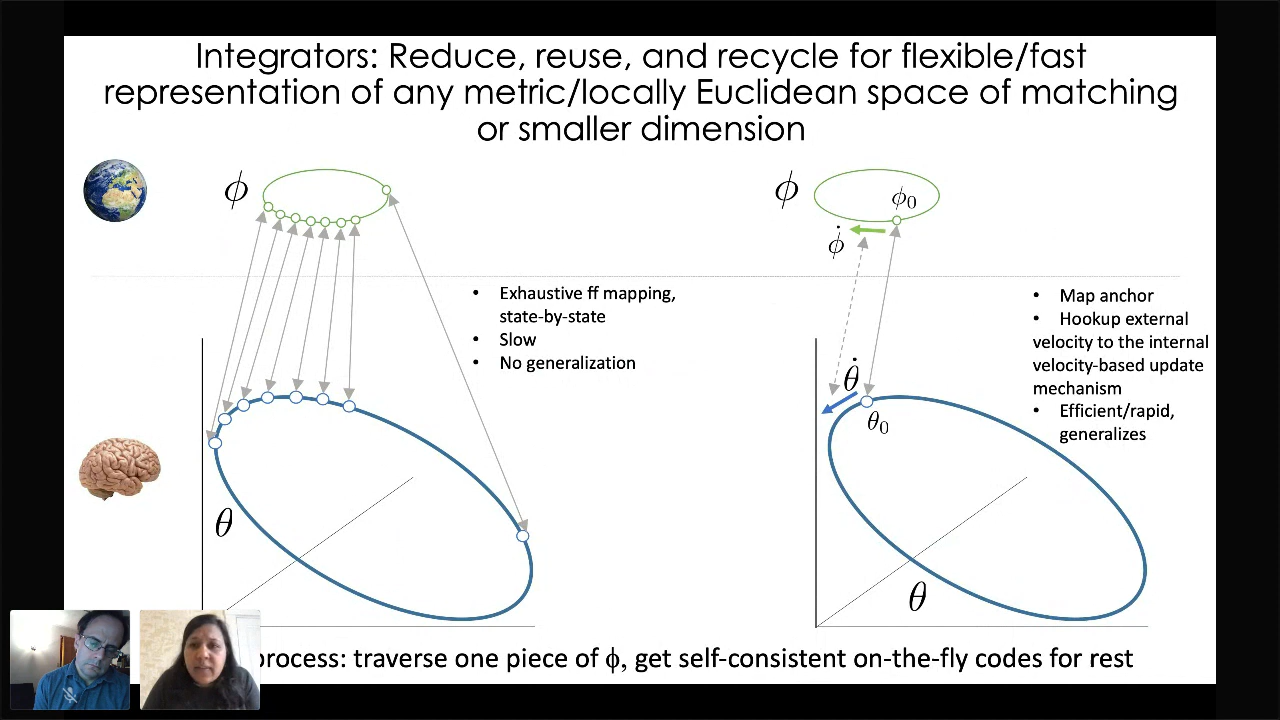 Integrators: Reduce, reuse, and recycle for flexible/fast
representation of any metric/locally Euclidean space of matching
or smaller dimension
ϕ
• Exhaustive ff mapping,
state-by-state
• Slow
• No generalization
θ
ϕ
ϕ₀
ϕ̇
• Map anchor
• Hookup external
velocity to the internal
velocity-based update
mechanism
• Efficient/rapid,
generalizes
θ̇
θ₀
θ
process: traverse one piece of ϕ, get self-consistent on-the-fly codes for rest